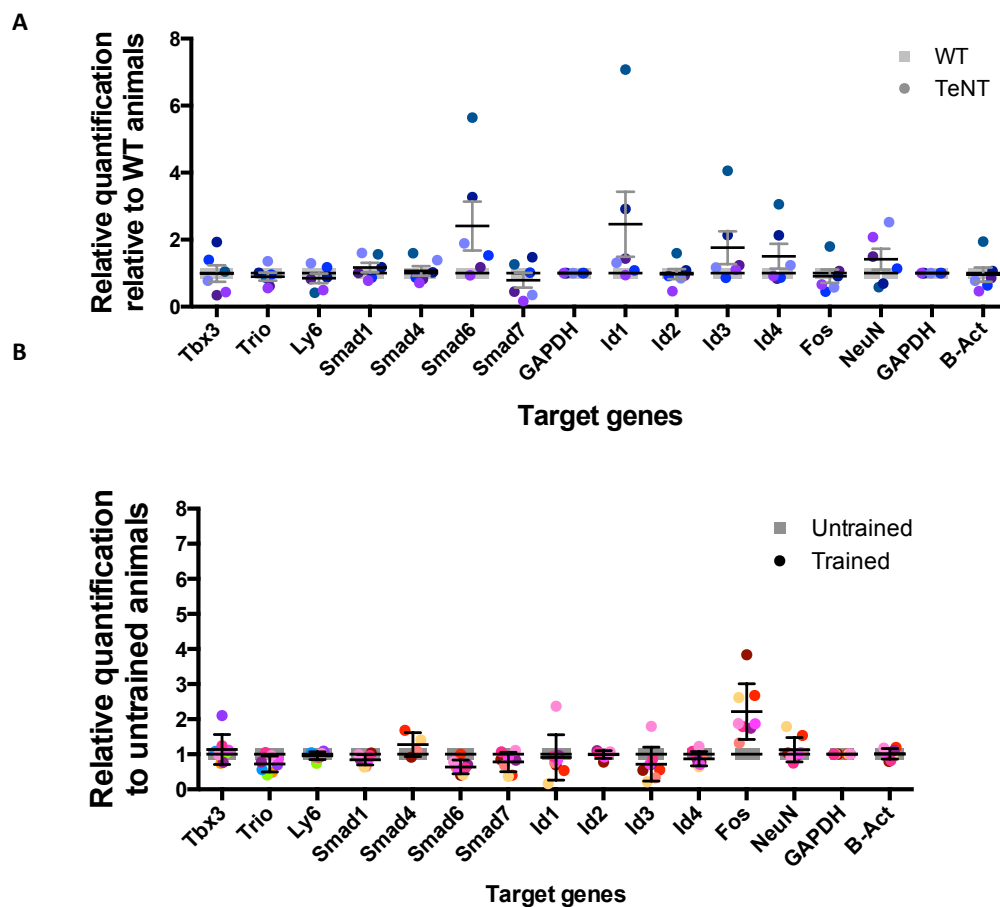 A
Relative quantification
relative to WT animals
8
6
4
2
0
WT
TeNT
Tbx3
Trio
Ly6
Smad1
Smad4
Smad6
Smad7
GAPDH
Id1
Id2
Id3
Id4
Fos
NeuN
GAPDH
B-Act
Target genes
B
Relative quantification
to untrained animals
8
7
6
5
4
3
2
1
0
Untrained
Trained
Tbx3
Trio
Ly6
Smad1
Smad4
Smad6
Smad7
Id1
Id2
Id3
Id4
Fos
NeuN
GAPDH
B-Act
Target genes